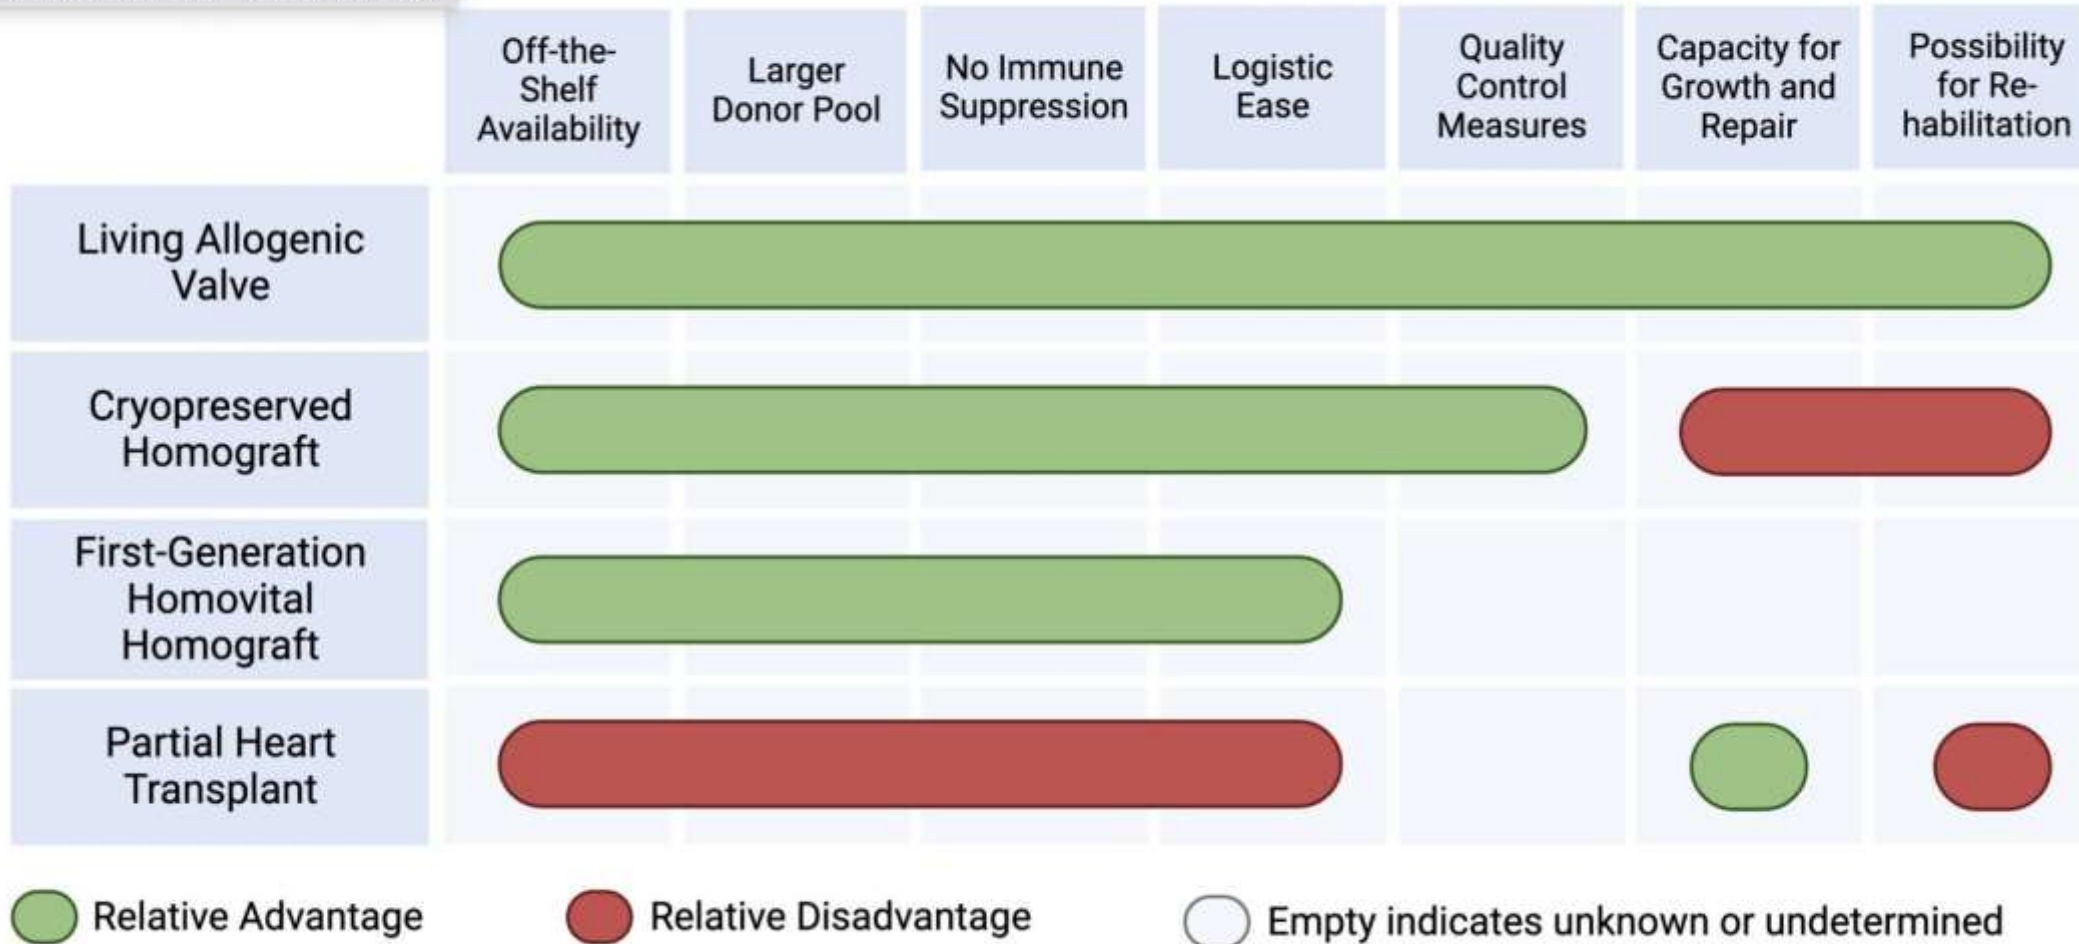 Off-the-
Shelf
Availability
Larger
Donor Pool
No Immune
Suppression
Logistic
Ease
Quality
Control
Measures
Capacity for
Growth and
Repair
Possibility
for Re-
habilitation
Living Allogenic
Valve
Cryopreserved
Homograft
First-Generation
Homovital
Homograft
Partial Heart
Transplant
Relative Advantage
Relative Disadvantage
Empty indicates unknown or undetermined